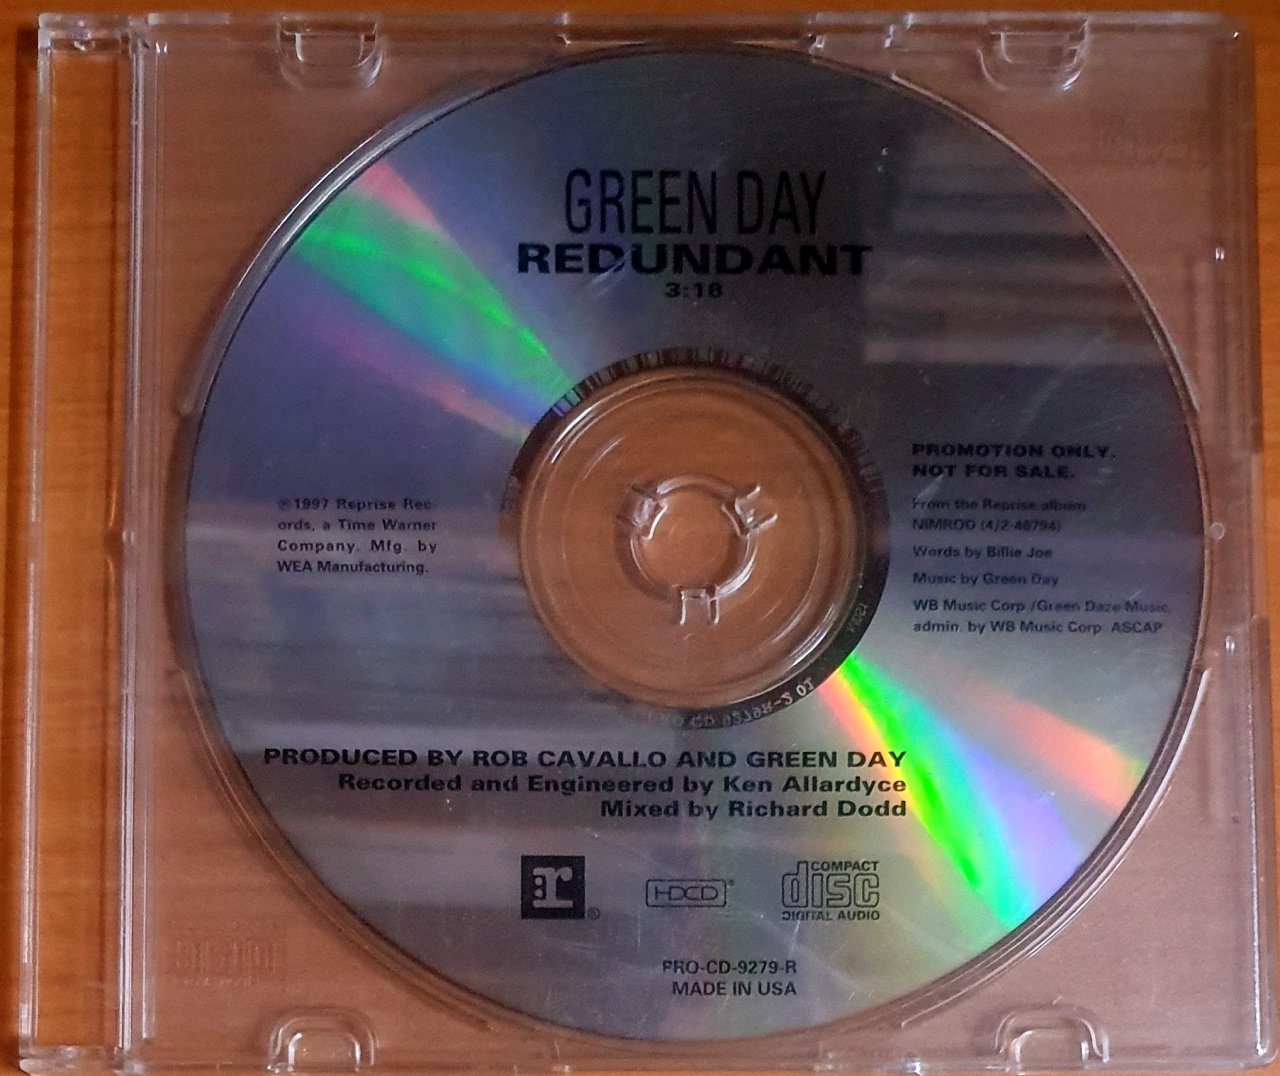 GREEN DAY
REDUNDANT
3:18
℗1997 Reprise Rec-
ords, a Time Warner
Company. Mfg. by
WEA Manufacturing.
PROMOTION ONLY.
NOT FOR SALE.
From the Reprise album
NIMROD (4/2-46794)
Words by Billie Joe
Music by Green Day
WB Music Corp./Green Daze Music,
admin. by WB Music Corp. ASCAP
PRODUCED BY ROB CAVALLO AND GREEN DAY
Recorded and Engineered by Ken Allardyce
Mixed by Richard Dodd
r ®
HDCD®
COMPACT
disc
DIGITAL AUDIO
PRO-CD-9279-R
MADE IN USA